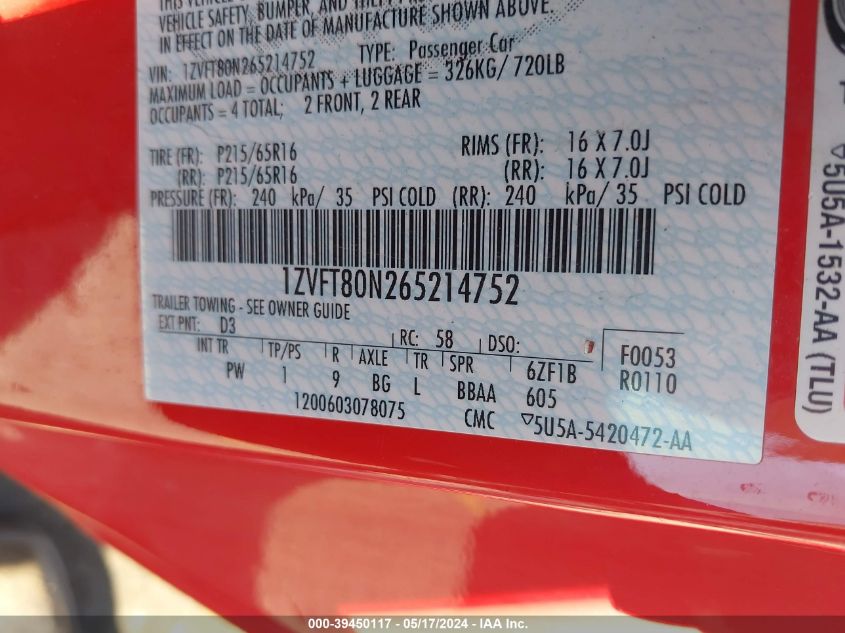 VEHICLE SAFETY, BUMPER, AND THEFT
IN EFFECT ON THE DATE OF MANUFACTURE SHOWN ABOVE.
VIN: 1ZVFT80N265214752 TYPE: Passenger Car
MAXIMUM LOAD = OCCUPANTS + LUGGAGE = 326KG/ 720LB
OCCUPANTS = 4 TOTAL; 2 FRONT, 2 REAR
TIRE (FR): P215/65R16 RIMS (FR): 16 X 7.0J
(RR): P215/65R16 (RR): 16 X 7.0J
PRESSURE (FR): 240 kPa/ 35 PSI COLD (RR): 240 kPa/ 35 PSI COLD
1ZVFT80N265214752
TRAILER TOWING - SEE OWNER GUIDE
EXT PNT: D3 RC: 58 DSO:
INT TR TP/PS R AXLE TR SPR 6ZF1B F0053
PW 1 9 BG L BBAA 605 R0110
1200603078075 CMC ▽5U5A-5420472-AA
▽5U5A-1532-AA (TLU)
000-39450117 - 05/17/2024 - IAA Inc.